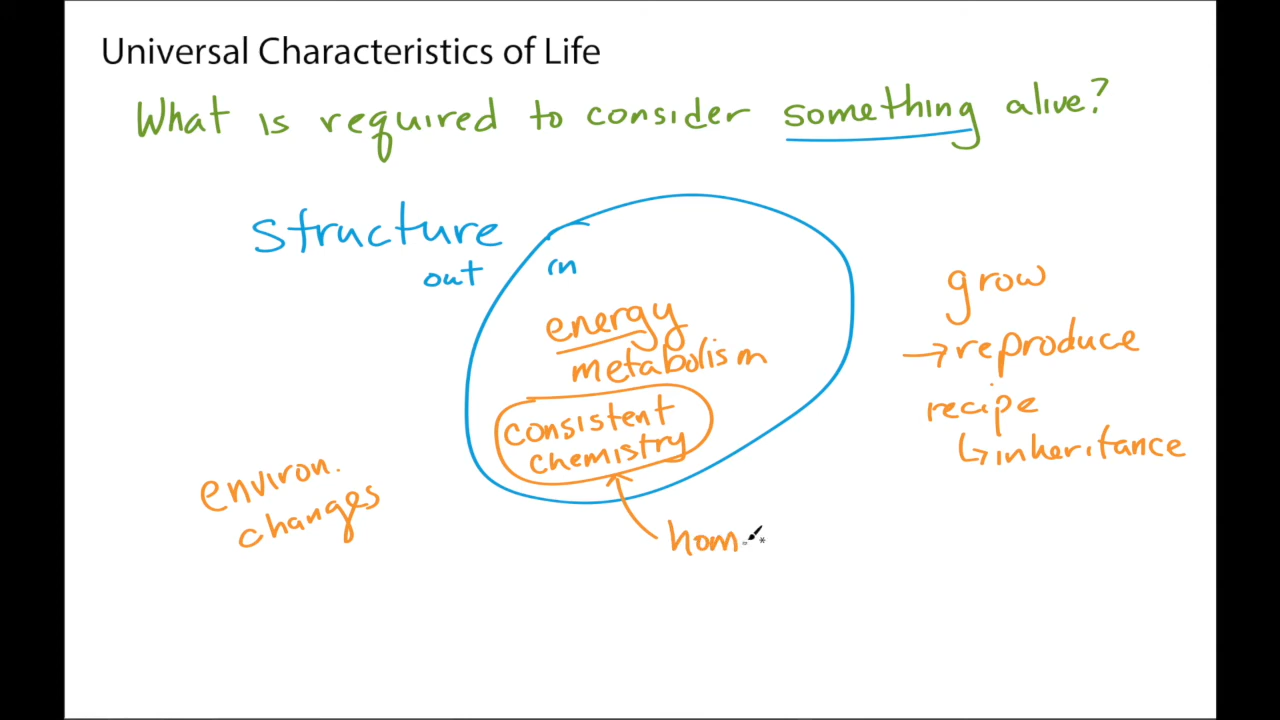 Universal Characteristics of Life
What is required to consider something alive?
structure
out in
energy
metabolism
consistent
chemistry
environ.
changes
hom
grow
→reproduce
recipe
↳inheritance